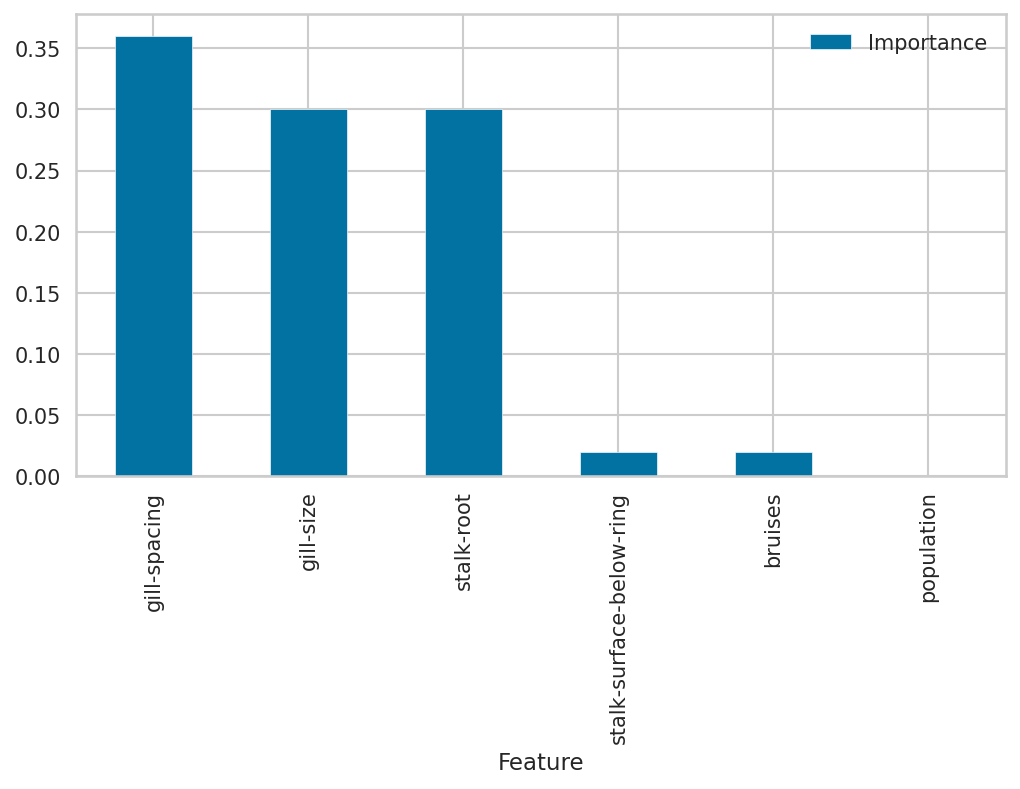 Importance
0.35
0.30
0.25
0.20
0.15
0.10
0.05
0.00
gill-spacing
gill-size
stalk-root
stalk-surface-below-ring
bruises
population
Feature